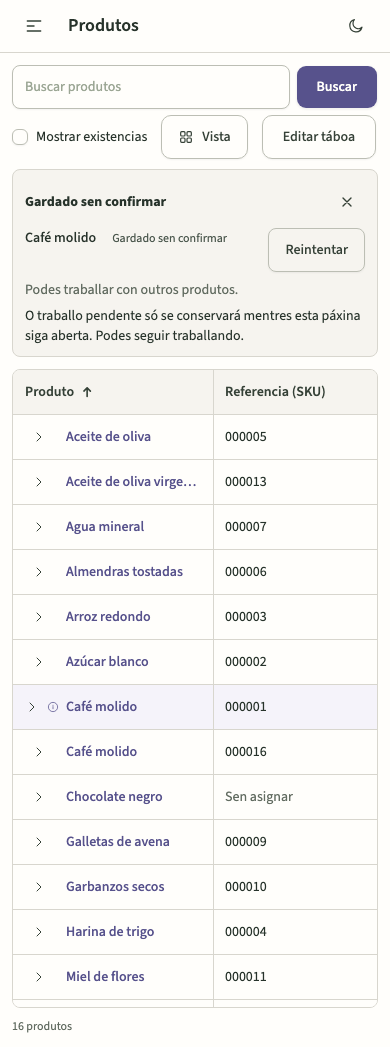 Produtos
Buscar produtos
Buscar
Mostrar existencias
Vista
Editar táboa
Gardado sen confirmar
Café molido
Gardado sen confirmar
Reintentar
Podes traballar con outros produtos.
O traballo pendente só se conservará mentres esta páxina
siga aberta. Podes seguir traballando.
Produto
Referencia (SKU)
Aceite de oliva
000005
Aceite de oliva virge…
000013
Agua mineral
000007
Almendras tostadas
000006
Arroz redondo
000003
Azúcar blanco
000002
Café molido
000001
Café molido
000016
Chocolate negro
Sen asignar
Galletas de avena
000009
Garbanzos secos
000010
Harina de trigo
000004
Miel de flores
000011
16 produtos